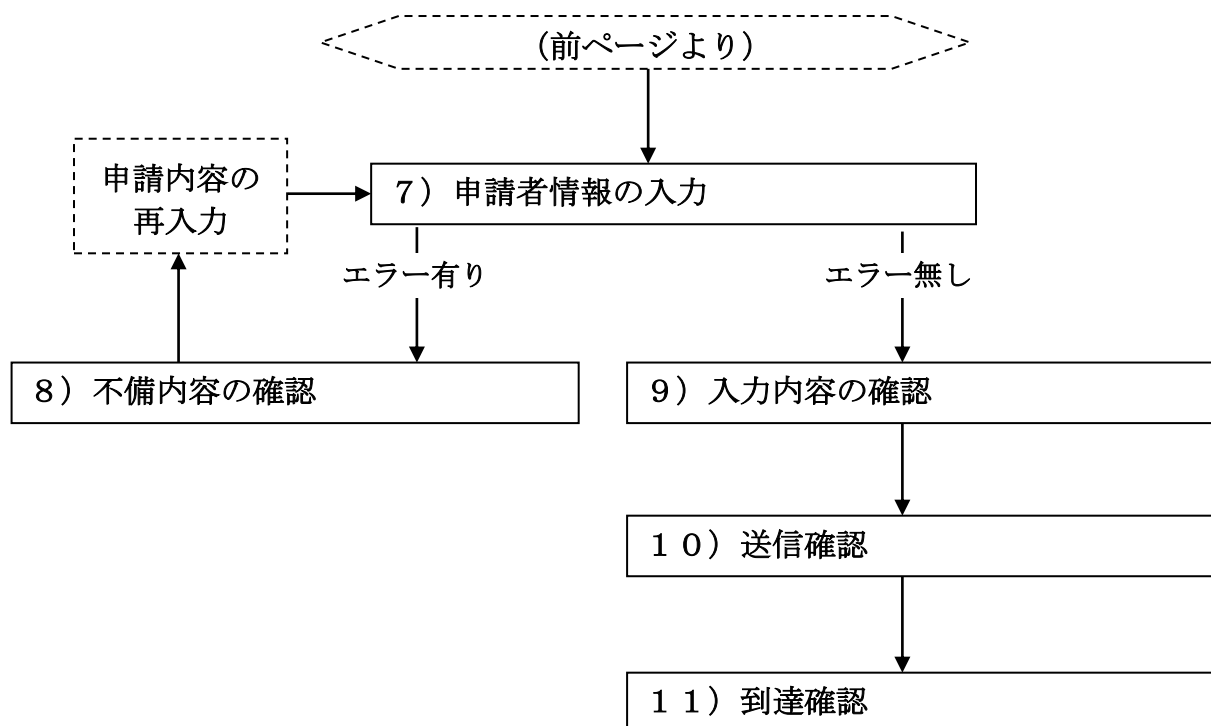 （前ページより）
申請内容の
再入力
７）申請者情報の入力
エラー有り
エラー無し
８）不備内容の確認
９）入力内容の確認
１０）送信確認
１１）到達確認